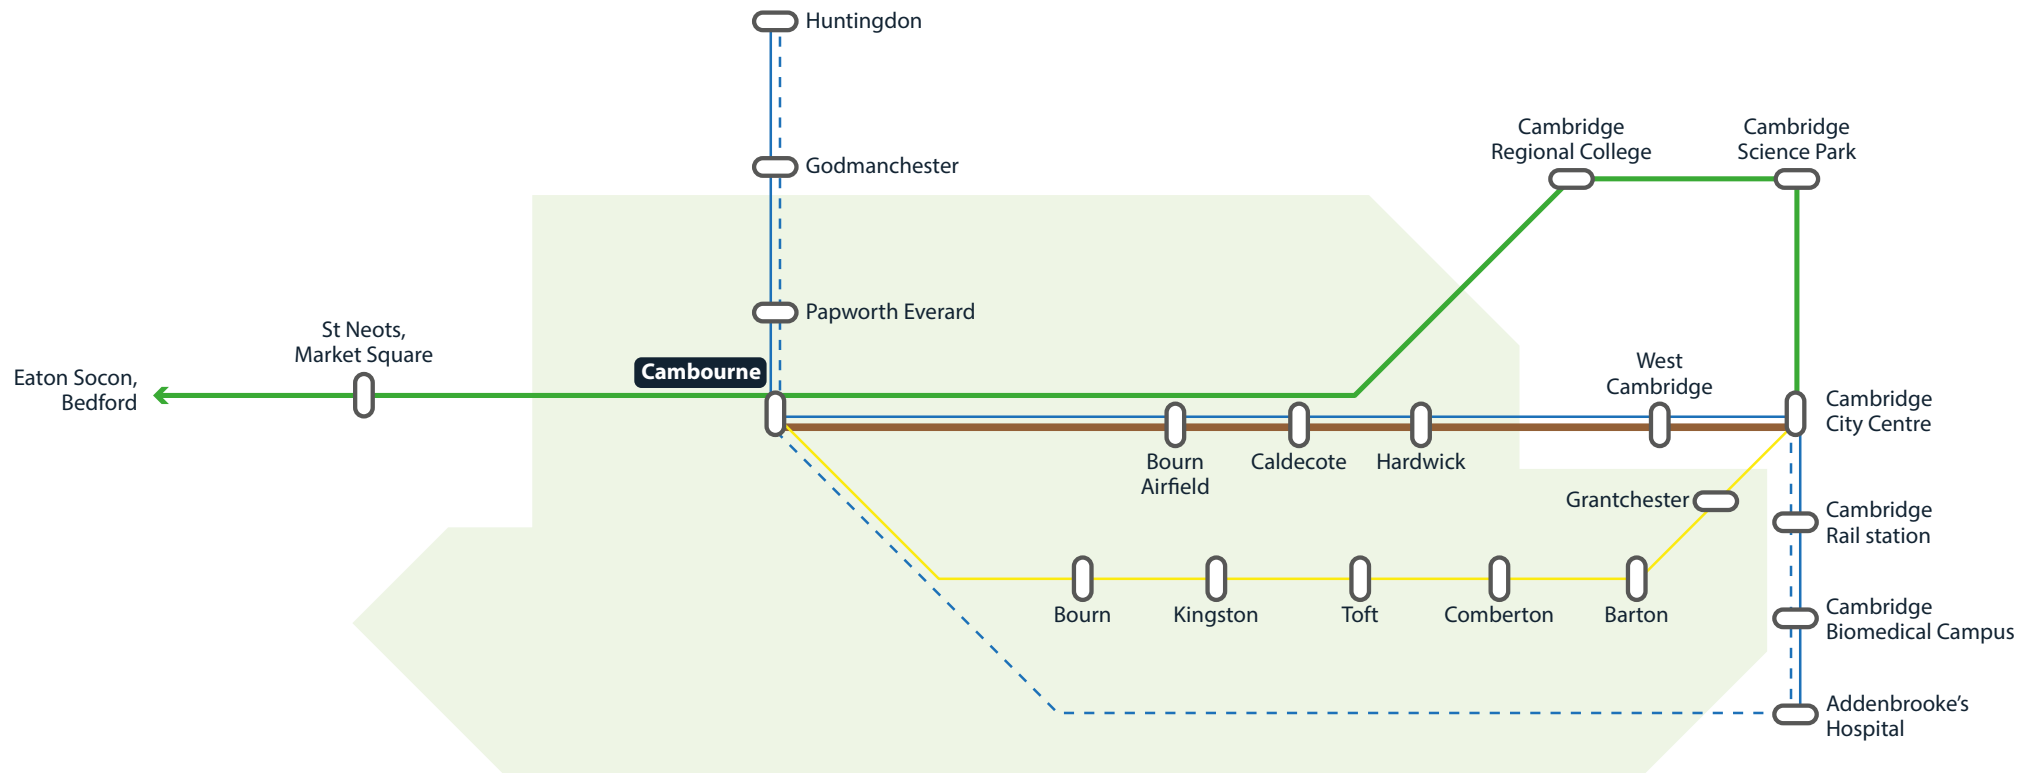 Huntingdon
Godmanchester
Cambridge
Regional College
Cambridge
Science Park
Papworth Everard
St Neots,
Market Square
Cambourne
Eaton Socon,
Bedford
West
Cambridge
Cambridge
City Centre
Bourn
Airfield
Caldecote
Hardwick
Grantchester
Cambridge
Rail station
Bourn
Kingston
Toft
Comberton
Barton
Cambridge
Biomedical Campus
Addenbrooke’s
Hospital